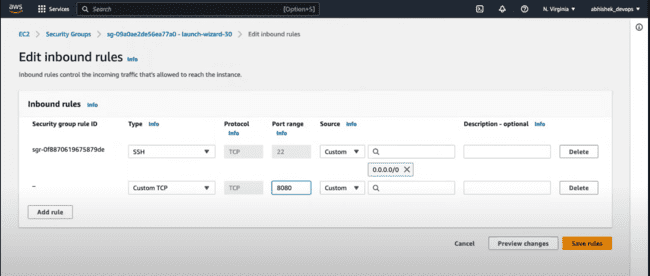 aws Services Search [Option+S] N. Virginia abhishek_devops
EC2 > Security Groups > sg-09a0ae2de56ea77a0 - launch-wizard-30 > Edit inbound rules
Edit inbound rules Info
Inbound rules control the incoming traffic that's allowed to reach the instance.
Inbound rules Info
Security group rule ID Type Info Protocol Info Port range Info Source Info Description - optional Info
sgr-0f8870619675879de SSH TCP 22 Custom Delete
0.0.0.0/0
– Custom TCP TCP 8080 Custom Delete
Add rule
Cancel Preview changes Save rules